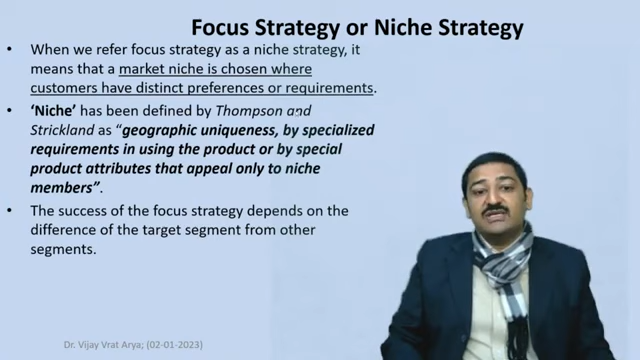 Focus Strategy or Niche Strategy
• When we refer focus strategy as a niche strategy, it
means that a market niche is chosen where
customers have distinct preferences or requirements.
• ‘Niche’ has been defined by Thompson and
Strickland as “geographic uniqueness, by specialized
requirements in using the product or by special
product attributes that appeal only to niche
members”.
• The success of the focus strategy depends on the
difference of the target segment from other
segments.
Dr. Vijay Vrat Arya; (02-01-2023)